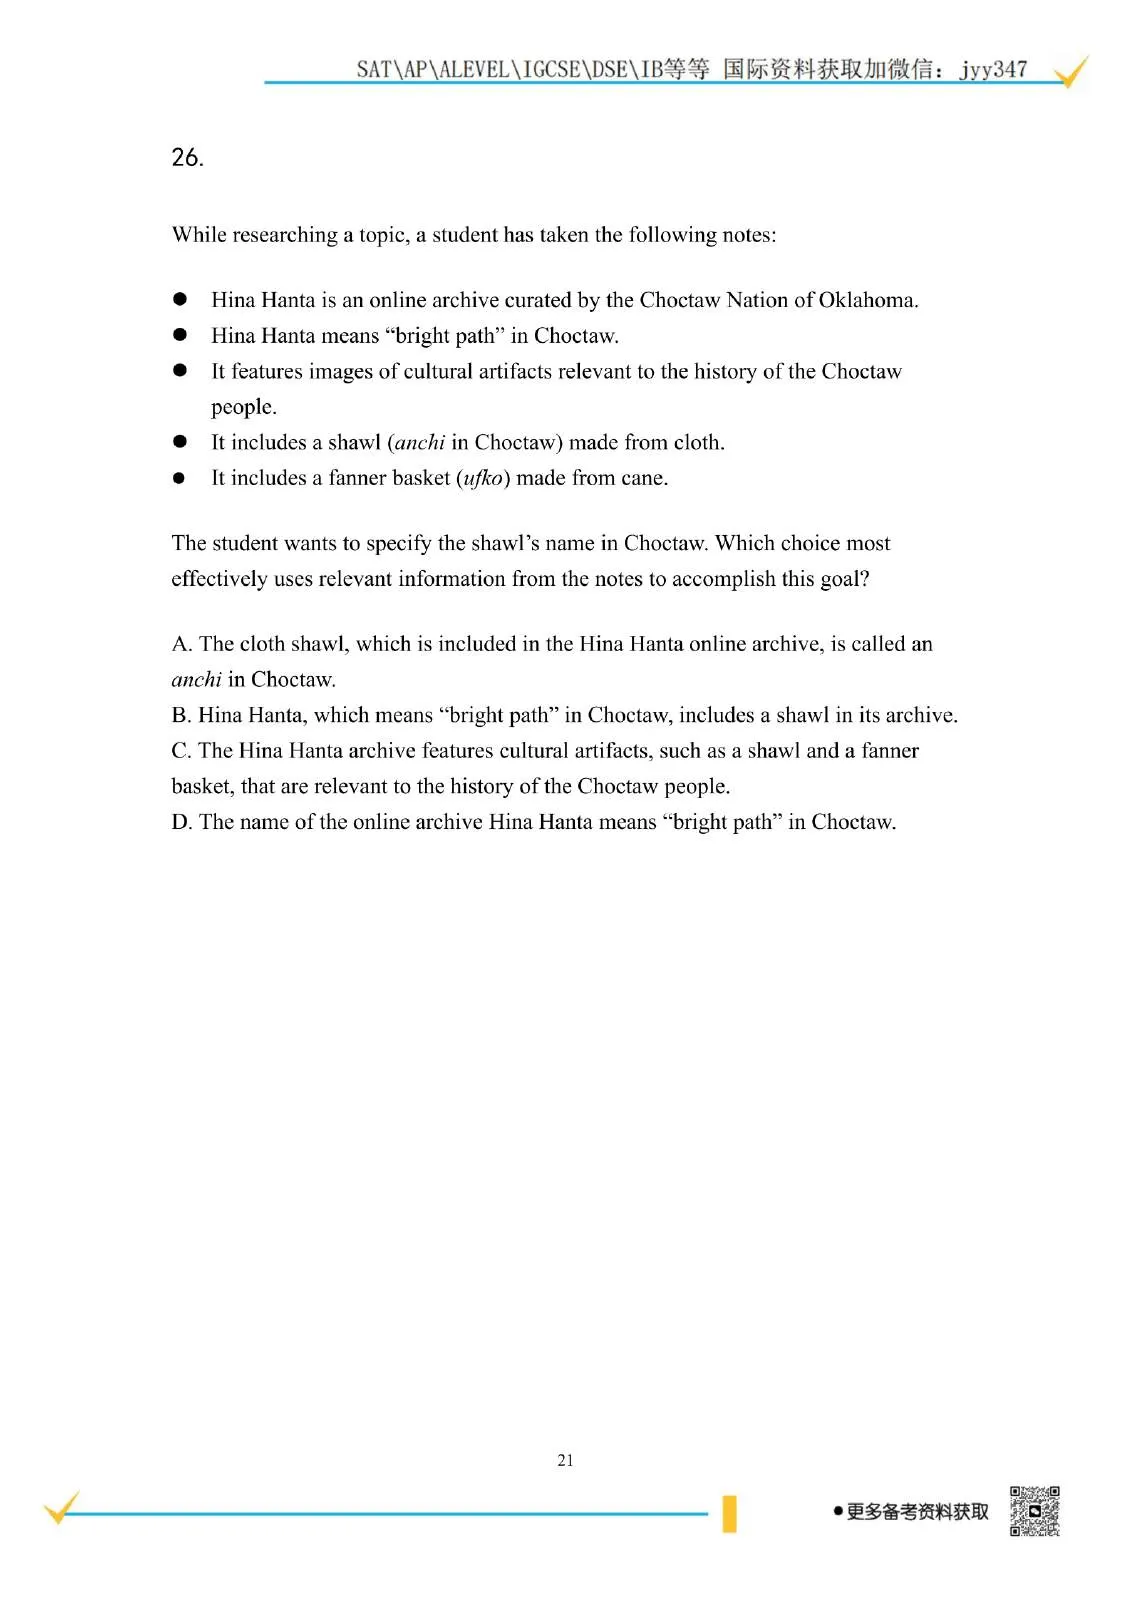 SAT\AP\ALEVEL\IGCSE\DSE\IB等等 国际资料获取加微信：jyy347
26.
While researching a topic, a student has taken the following notes:
● Hina Hanta is an online archive curated by the Choctaw Nation of Oklahoma.
● Hina Hanta means “bright path” in Choctaw.
● It features images of cultural artifacts relevant to the history of the Choctaw
people.
● It includes a shawl (anchi in Choctaw) made from cloth.
● It includes a fanner basket (ufko) made from cane.
The student wants to specify the shawl’s name in Choctaw. Which choice most
effectively uses relevant information from the notes to accomplish this goal?
A. The cloth shawl, which is included in the Hina Hanta online archive, is called an
anchi in Choctaw.
B. Hina Hanta, which means “bright path” in Choctaw, includes a shawl in its archive.
C. The Hina Hanta archive features cultural artifacts, such as a shawl and a fanner
basket, that are relevant to the history of the Choctaw people.
D. The name of the online archive Hina Hanta means “bright path” in Choctaw.
21
●更多备考资料获取